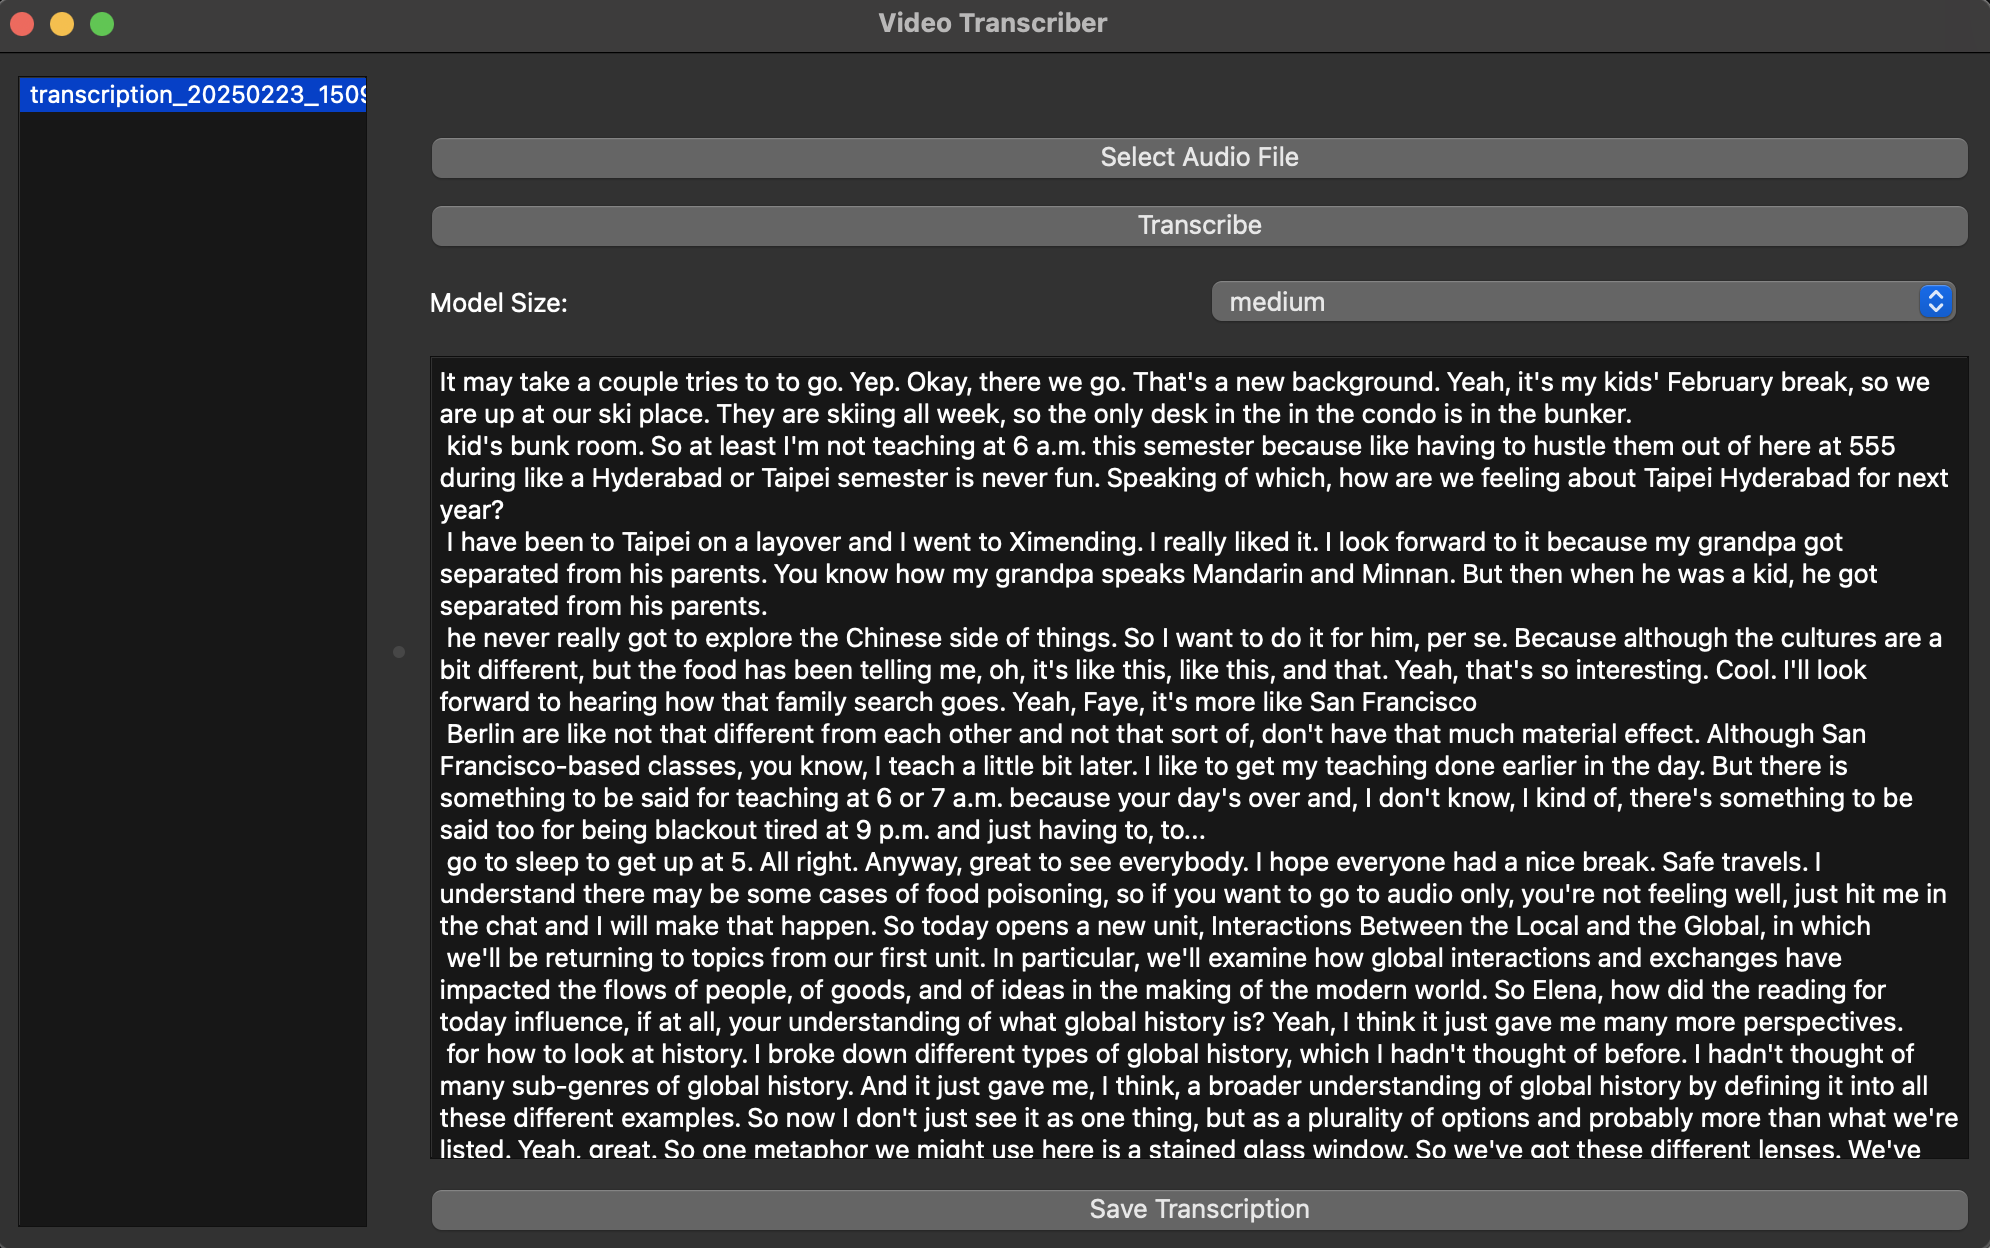 Video Transcriber
transcription_20250223_150
Select Audio File
Transcribe
Model Size:
medium
It may take a couple tries to to go. Yep. Okay, there we go. That's a new background. Yeah, it's my kids' February break, so we
are up at our ski place. They are skiing all week, so the only desk in the in the condo is in the bunker.
kid's bunk room. So at least I'm not teaching at 6 a.m. this semester because like having to hustle them out of here at 555
during like a Hyderabad or Taipei semester is never fun. Speaking of which, how are we feeling about Taipei Hyderabad for next
year?
I have been to Taipei on a layover and I went to Ximending. I really liked it. I look forward to it because my grandpa got
separated from his parents. You know how my grandpa speaks Mandarin and Minnan. But then when he was a kid, he got
separated from his parents.
he never really got to explore the Chinese side of things. So I want to do it for him, per se. Because although the cultures are a
bit different, but the food has been telling me, oh, it's like this, like this, and that. Yeah, that's so interesting. Cool. I'll look
forward to hearing how that family search goes. Yeah, Faye, it's more like San Francisco
Berlin are like not that different from each other and not that sort of, don't have that much material effect. Although San
Francisco-based classes, you know, I teach a little bit later. I like to get my teaching done earlier in the day. But there is
something to be said for teaching at 6 or 7 a.m. because your day's over and, I don't know, I kind of, there's something to be
said too for being blackout tired at 9 p.m. and just having to, to...
go to sleep to get up at 5. All right. Anyway, great to see everybody. I hope everyone had a nice break. Safe travels. I
understand there may be some cases of food poisoning, so if you want to go to audio only, you're not feeling well, just hit me in
the chat and I will make that happen. So today opens a new unit, Interactions Between the Local and the Global, in which
we'll be returning to topics from our first unit. In particular, we'll examine how global interactions and exchanges have
impacted the flows of people, of goods, and of ideas in the making of the modern world. So Elena, how did the reading for
today influence, if at all, your understanding of what global history is? Yeah, I think it just gave me many more perspectives.
for how to look at history. I broke down different types of global history, which I hadn't thought of before. I hadn't thought of
many sub-genres of global history. And it just gave me, I think, a broader understanding of global history by defining it into all
these different examples. So now I don't just see it as one thing, but as a plurality of options and probably more than what we're
listed. Yeah, great. So one metaphor we might use here is a stained glass window. So we've got these different lenses. We've
Save Transcription